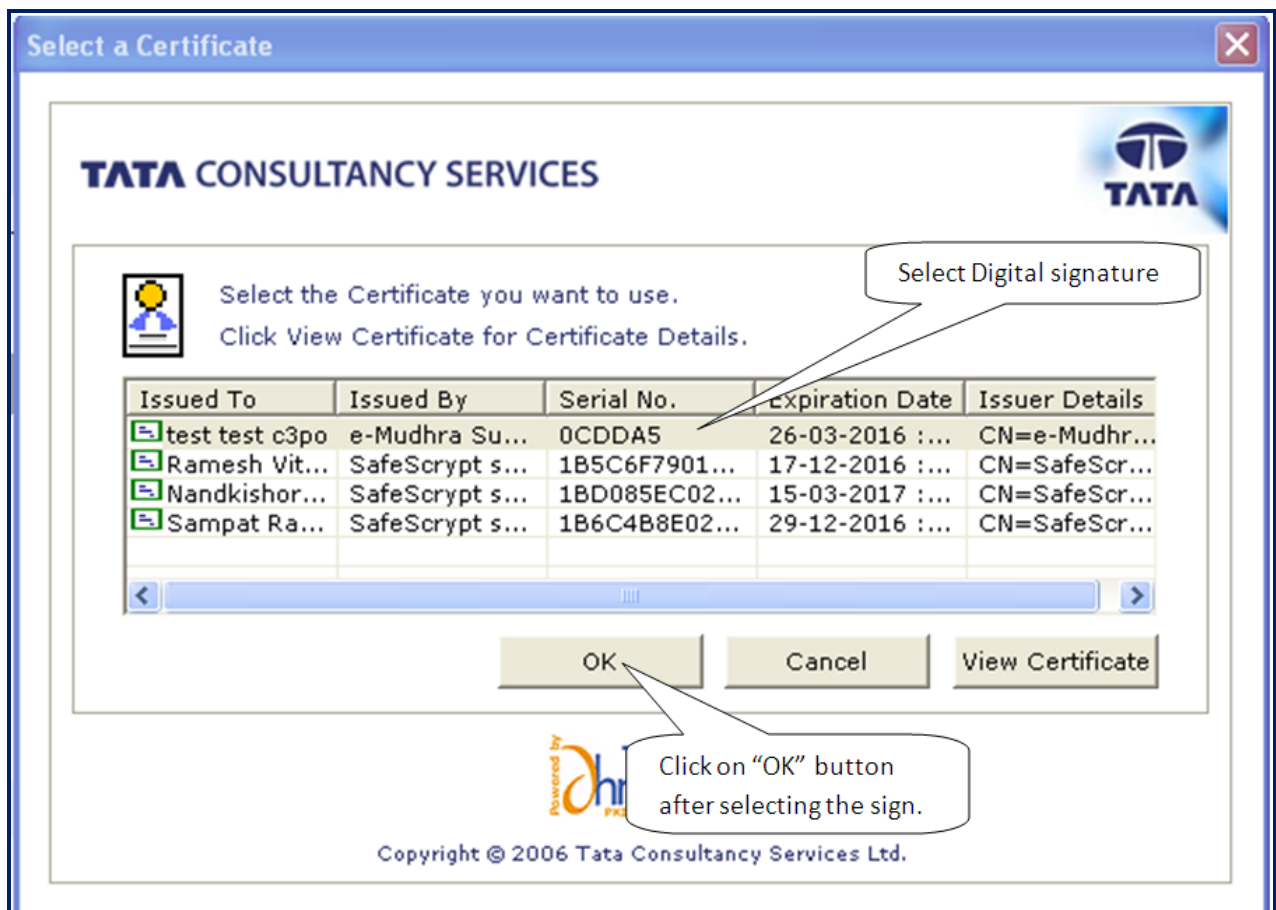 Select a Certificate
TATA CONSULTANCY SERVICES
TATA
Select Digital signature
Select the Certificate you want to use.
Click View Certificate for Certificate Details.
Issued To Issued By Serial No. Expiration Date Issuer Details
test test c3po e-Mudhra Su... 0CDDA5 26-03-2016 :... CN=e-Mudhr...
Ramesh Vit... SafeScrypt s... 1B5C6F7901... 17-12-2016 :... CN=SafeScr...
Nandkishor... SafeScrypt s... 1BD085EC02... 15-03-2017 :... CN=SafeScr...
Sampat Ra... SafeScrypt s... 1B6C4B8E02... 29-12-2016 :... CN=SafeScr...
OK Cancel View Certificate
Powered by
Click on “OK” button
after selecting the sign.
Copyright © 2006 Tata Consultancy Services Ltd.